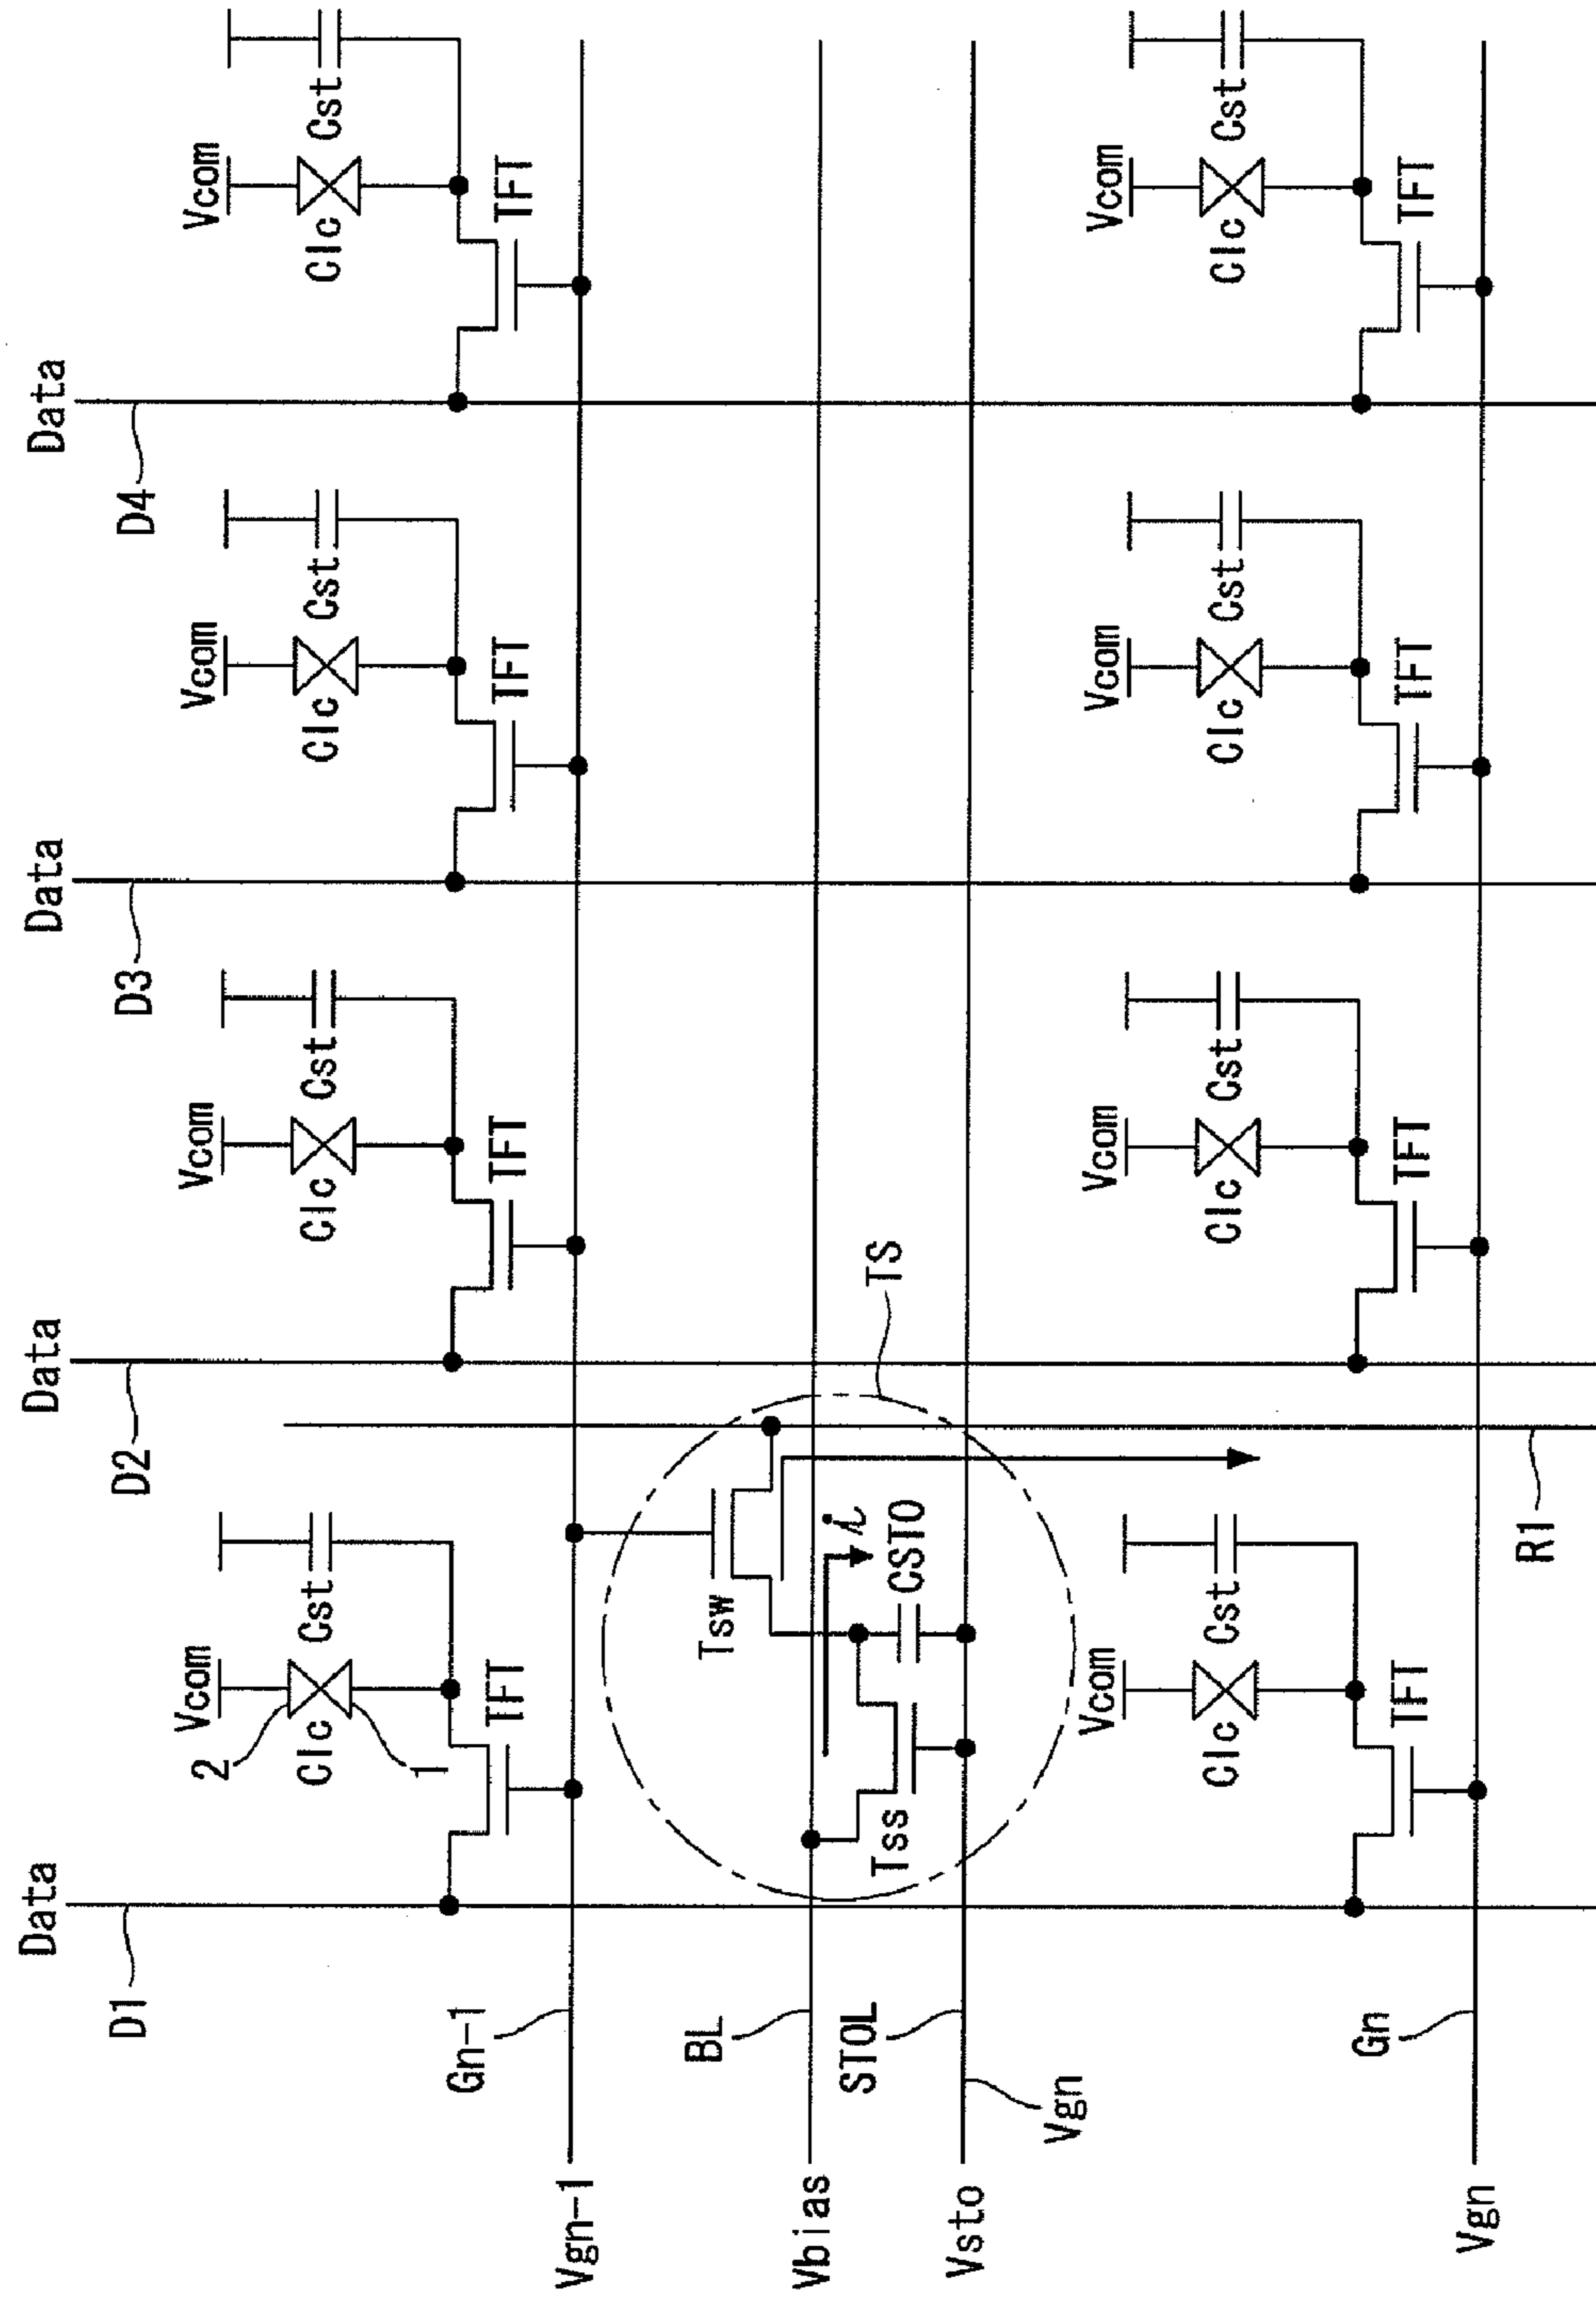 Data
Data
Data
Data
D1
D2
D3
D4
Vcom
Vcom
Vcom
Vcom
2
Clc
Cst
Clc
Cst
Clc
Cst
Clc
Cst
1
TFT
TFT
TFT
TFT
Gn-1
Vgn-1
Tsw
TS
BL
i
Vbias
CSTO
STOL
Tss
Vsto
Vgn
Vcom
Vcom
Vcom
Vcom
Clc
Cst
Clc
Cst
Clc
Cst
Clc
Cst
TFT
TFT
TFT
TFT
Gn
Vgn
R1